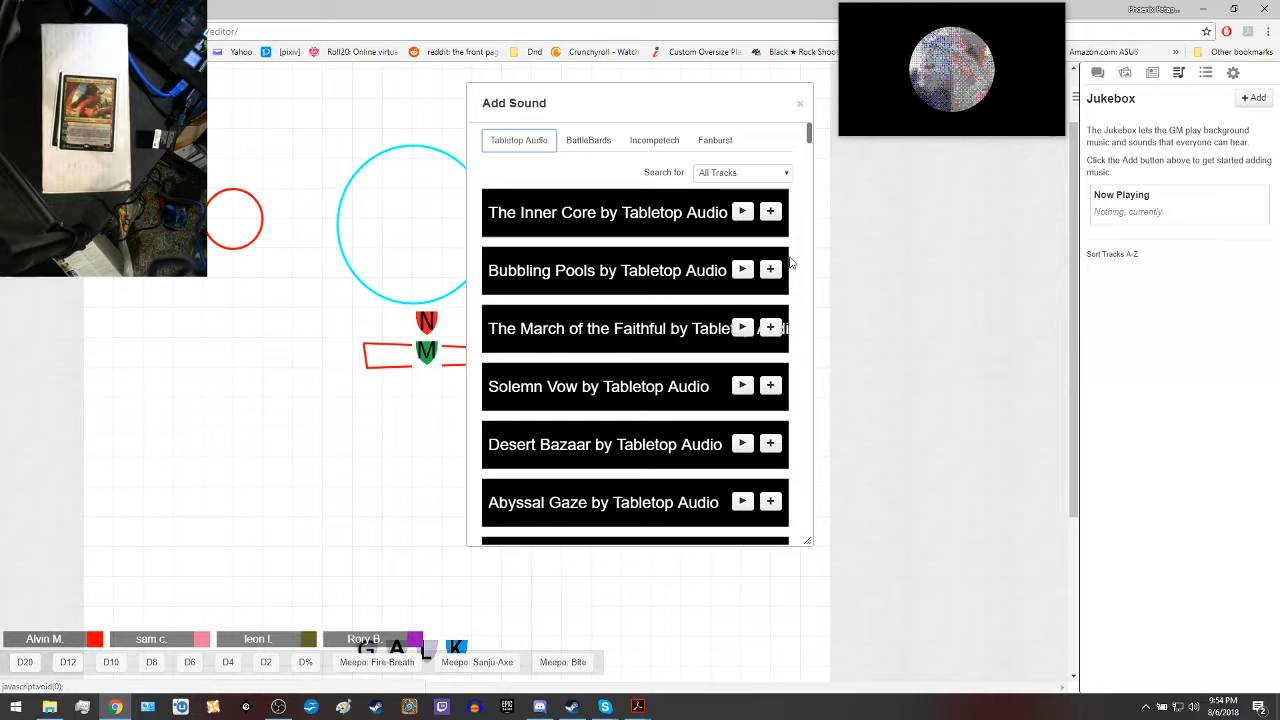 Phoenix Potoo...
editor/
Yahoo
[pixiv]
Roll20: Online virtua
reddit: the front pag
DnD
Crunchyroll - Watch
Custom Oversize Pla
Black ★ Rock Shoo
Amazon ASUS
Other bookmarks
Add Sound
×
Tabletop Audio
BattleBards
Incompetech
Fanburst
Search for:
All Tracks
The Inner Core by Tabletop Audio
Bubbling Pools by Tabletop Audio
The March of the Faithful by Table
Solemn Vow by Tabletop Audio
Desert Bazaar by Tabletop Audio
Abyssal Gaze by Tabletop Audio
Jukebox
+ Add
The Jukebox lets the GM play background
music and sounds that everyone can hear.
Click the Add button above to get started adding
music.
Now Playing
Nothing, currently.
Sort Tracks A-Z
N
M
G A L K
Alvin M.
sam c.
leon l.
Rory B.
D20
D12
D10
D8
D6
D4
D2
D%
Meepo: Fire-Breath
Meepo: Sanju-Axe
Meepo: Bite
javascript:void(0);
9:54 PM
8/6/2018